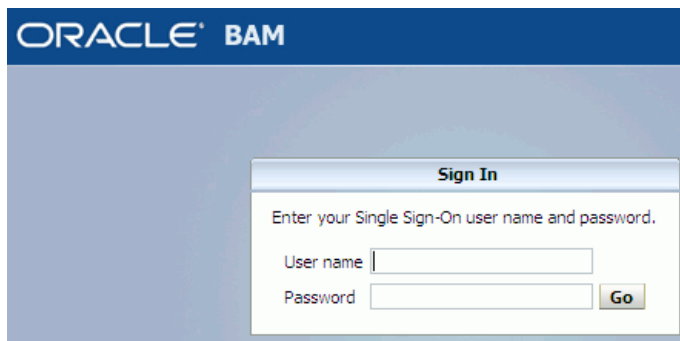 ORACLE BAM
Sign In
Enter your Single Sign-On user name and password.
User name
Password Go